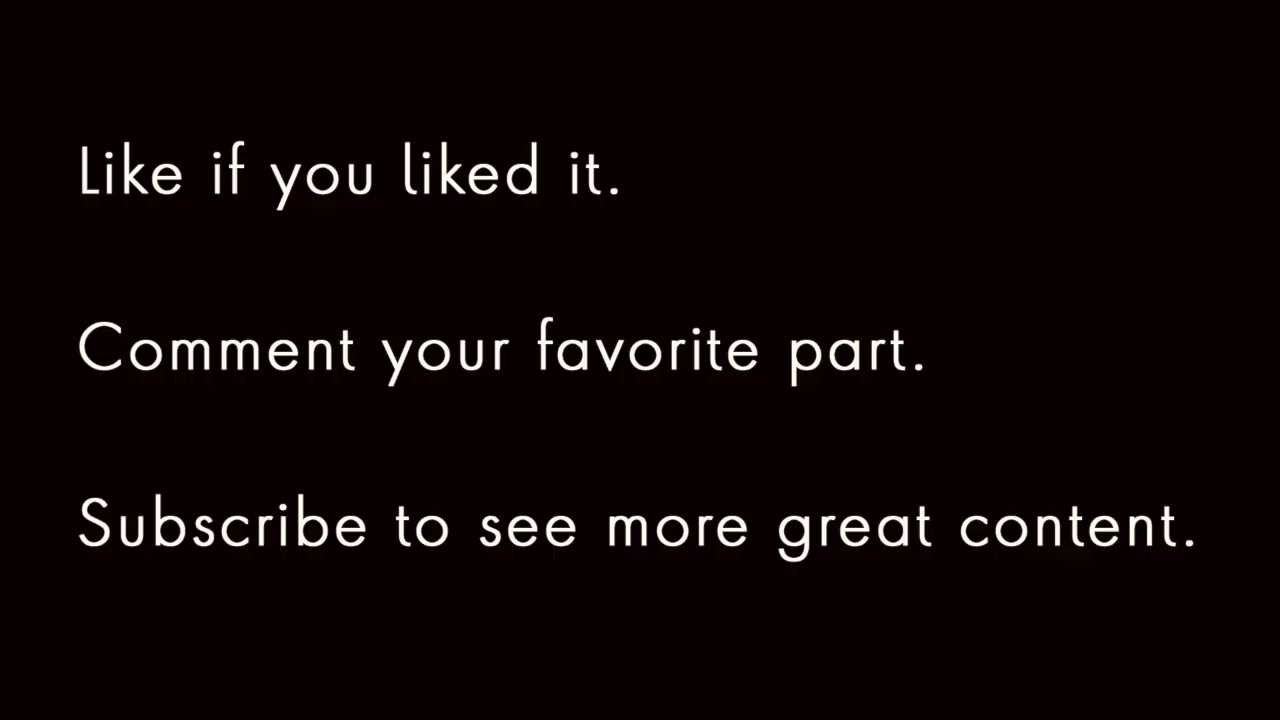 Like if you liked it.
Comment your favorite part.
Subscribe to see more great content.